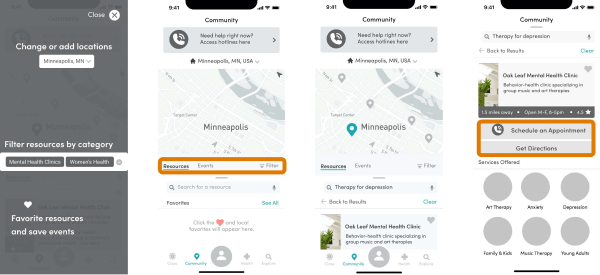 Close
Change or add locations
Minneapolis, MN
Filter resources by category
Mental Health Clinics
Women's Health
Favorite resources
and save events
9:41
Community
Need help right now?
Access hotlines here
Minneapolis, MN, USA
Target Center
Minneapolis
Resources
Events
Filter
Search for a resource
Favorites
See All
Click the
and local
favorites will appear here.
Community
Health
Explore
9:41
Community
Need help right now?
Access hotlines here
Minneapolis, MN, USA
Target Center
Minneapolis
Resources
Events
Filter
Therapy for depression
Back to Results
Clear
Oak Leaf Mental Health Clinic
Behavior-health clinic specializing in
group music and art therapies
Community
Health
Explore
9:41
Community
Therapy for depression
Back to Results
Clear
Oak Leaf Mental Health Clinic
Behavior-health clinic specializing in
group music and art therapies
1.5 miles away
Open M-F, 8-5pm
4.5
Schedule an Appointment
Get Directions
Services Offered
Art Therapy
Anxiety
Depression
Family & Kids
Music Therapy
Young Adults